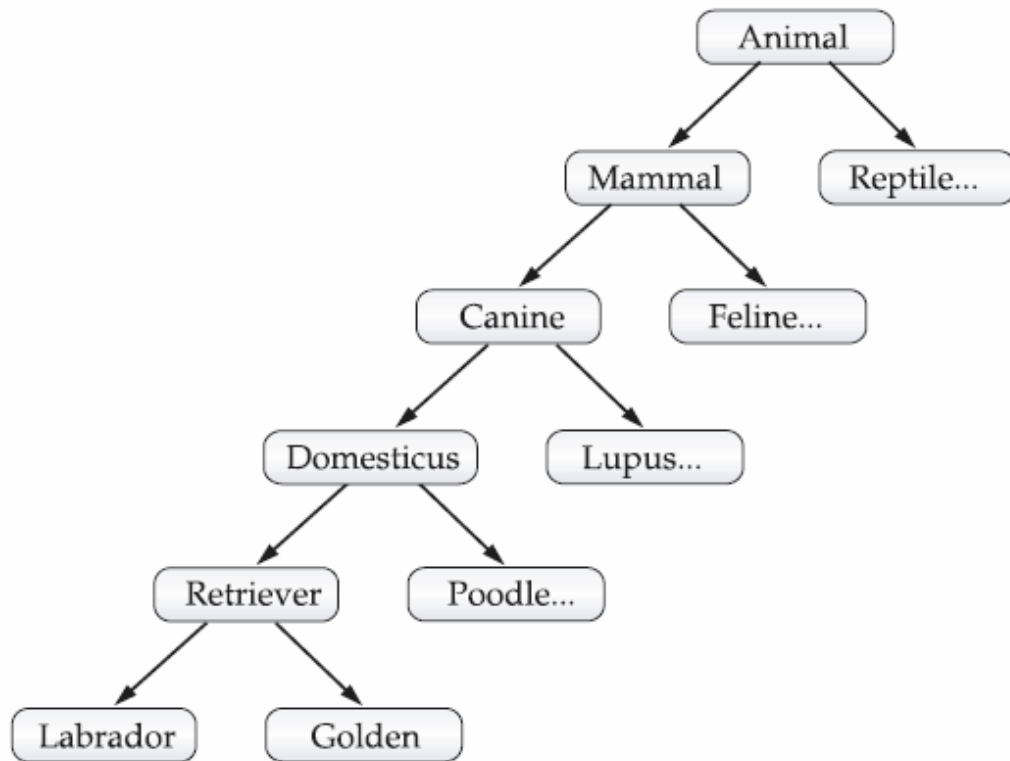 Animal
Mammal
Reptile...
Canine
Feline...
Domesticus
Lupus...
Retriever
Poodle...
Labrador
Golden